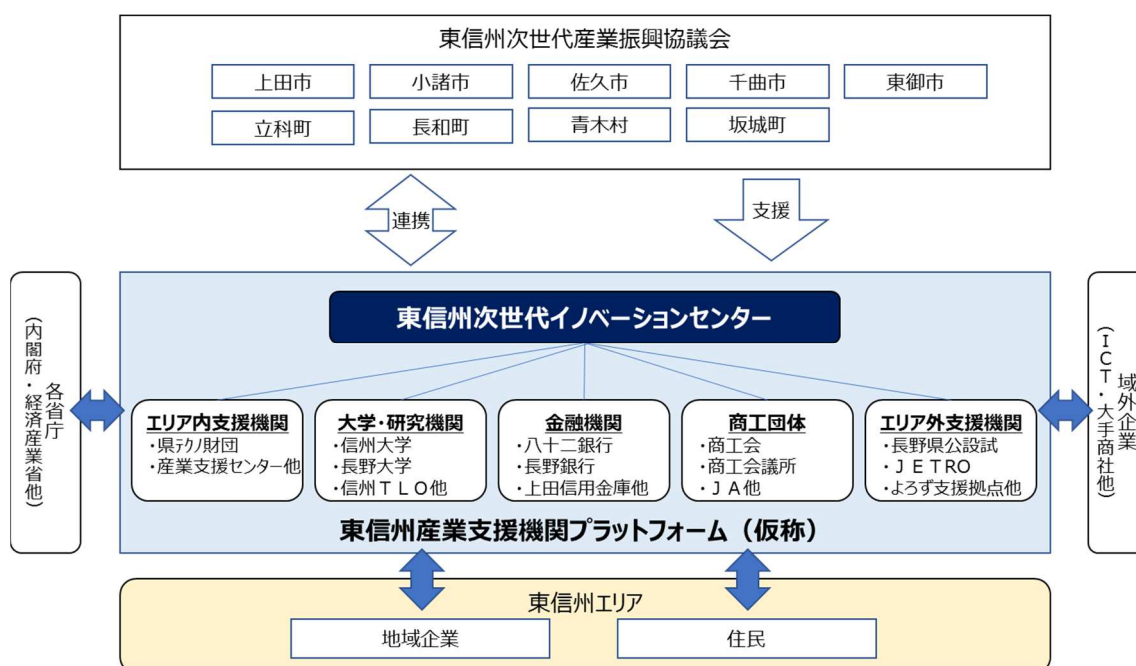 東信州次世代産業振興協議会
上田市
小諸市
佐久市
千曲市
東御市
立科町
長和町
青木村
坂城町
連携
支援
各省庁
(内閣府・経済産業省他)
東信州次世代イノベーションセンター
エリア内支援機関
・県ﾃｸﾉ財団
・産業支援センター他
大学・研究機関
・信州大学
・長野大学
・信州ＴＬＯ他
金融機関
・八十二銀行
・長野銀行
・上田信用金庫他
商工団体
・商工会
・商工会議所
・ＪＡ他
エリア外支援機関
・長野県公設試
・ＪＥＴＲＯ
・よろず支援拠点他
東信州産業支援機関プラットフォーム（仮称）
域外企業
(ＩＣＴ・大手商社他)
東信州エリア
地域企業
住民